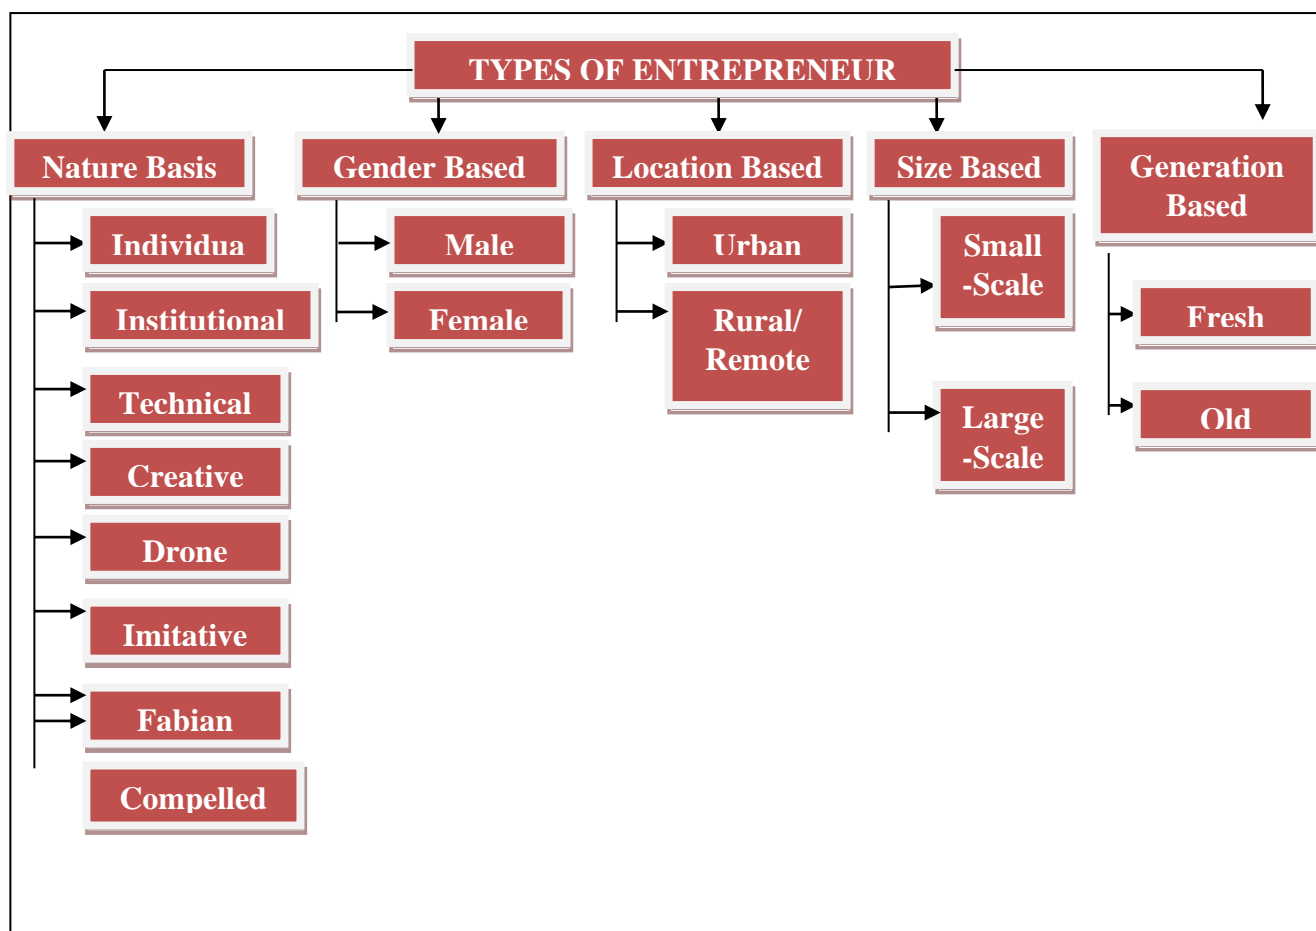 TYPES OF ENTREPRENEUR
Nature Basis
Individua
Institutional
Technical
Creative
Drone
Imitative
Fabian
Compelled
Gender Based
Male
Female
Location Based
Urban
Rural/
Remote
Size Based
Small
-Scale
Large
-Scale
Generation
Based
Fresh
Old